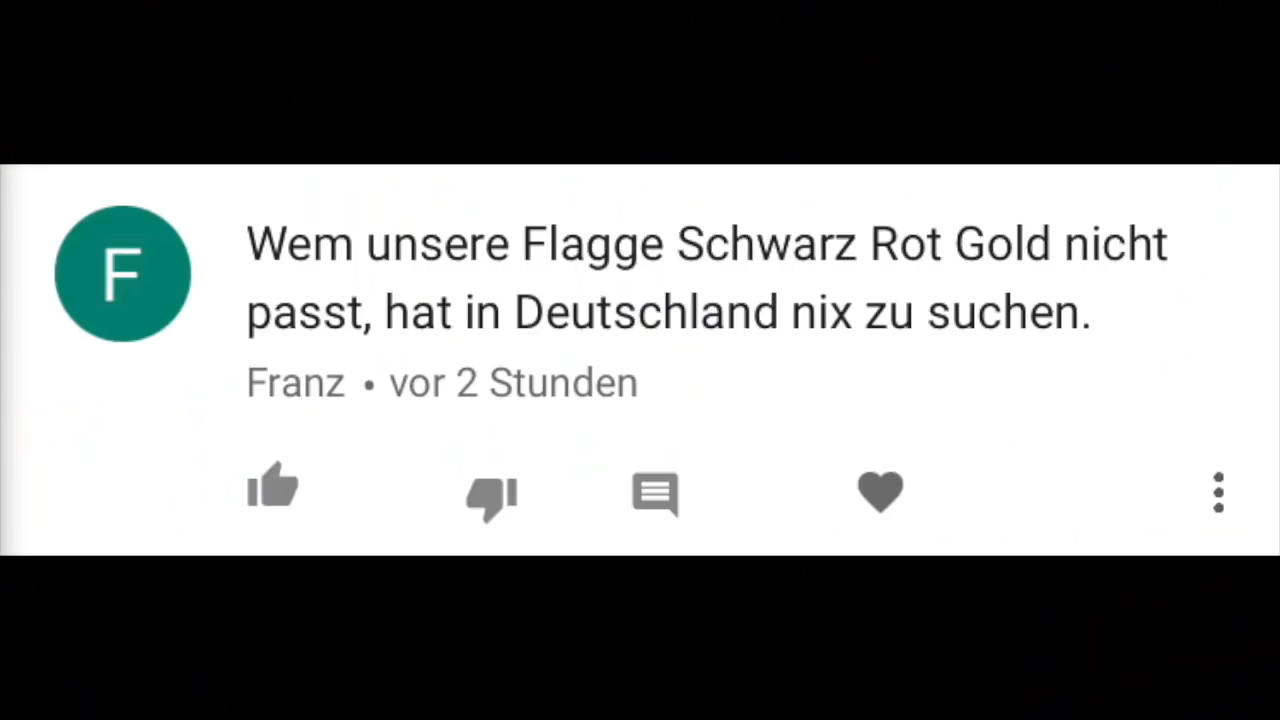 F
Wem unsere Flagge Schwarz Rot Gold nicht
passt, hat in Deutschland nix zu suchen.
Franz • vor 2 Stunden